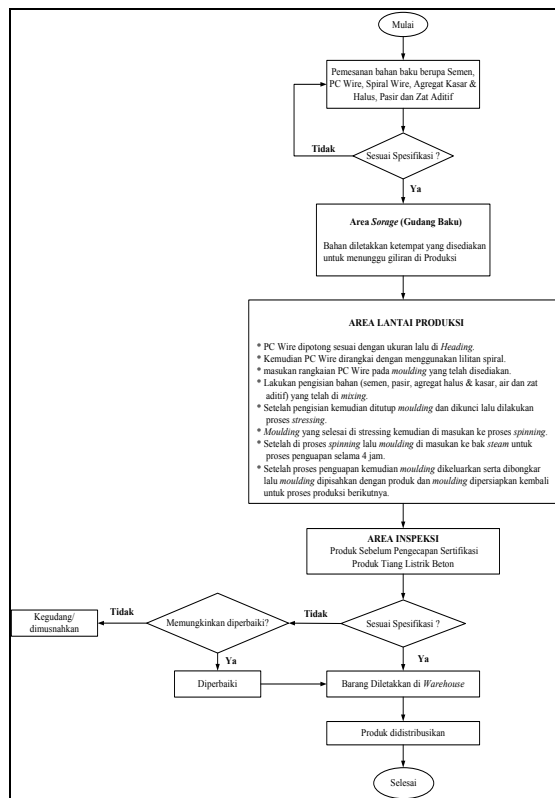 Mulai
Pemesanan bahan baku berupa Semen,
PC Wire, Spiral Wire, Agregat Kasar &
Halus, Pasir dan Zat Aditif
Tidak
Sesuai Spesifikasi ?
Ya
Area Sorage (Gudang Baku)
Bahan diletakkan ketempat yang disediakan
untuk menunggu giliran di Produksi
AREA LANTAI PRODUKSI
* PC Wire dipotong sesuai dengan ukuran lalu di Heading.
* Kemudian PC Wire dirangkai dengan menggunakan lilitan spiral.
* masukan rangkaian PC Wire pada moulding yang telah disediakan.
* Lakukan pengisian bahan (semen, pasir, agregat halus & kasar, air dan zat
aditif) yang telah di mixing.
* Setelah pengisian kemudian ditutup moulding dan dikunci lalu dilakukan
proses stressing.
* Moulding yang selesai di stressing kemudian di masukan ke proses spinning.
* Setelah di proses spinning lalu moulding di masukan ke bak steam untuk
proses penguapan selama 4 jam.
* Setelah proses penguapan kemudian moulding dikeluarkan serta dibongkar
lalu moulding dipisahkan dengan produk dan moulding dipersiapkan kembali
untuk proses produksi berikutnya.
AREA INSPEKSI
Produk Sebelum Pengecapan Sertifikasi
Produk Tiang Listrik Beton
Kegudang/
dimusnahkan
Tidak
Memungkinkan diperbaiki?
Tidak
Sesuai Spesifikasi ?
Ya
Ya
Diperbaiki
Barang Diletakkan di Warehouse
Produk didistribusikan
Selesai